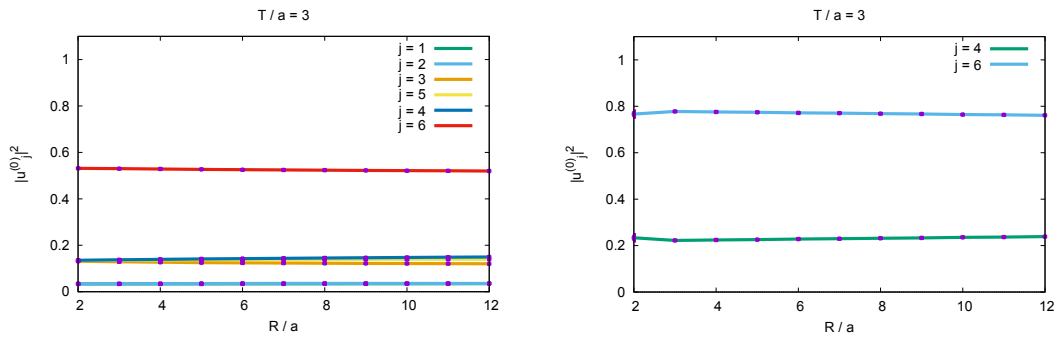 T / a = 3
j = 1
j = 2
j = 3
j = 5
j = 4
j = 6
1
0.8
0.6
0.4
0.2
0
|u^(0)_j|^2
2 4 6 8 10 12
R / a
T / a = 3
j = 4
j = 6
1
0.8
0.6
0.4
0.2
0
|u^(0)_j|^2
2 4 6 8 10 12
R / a